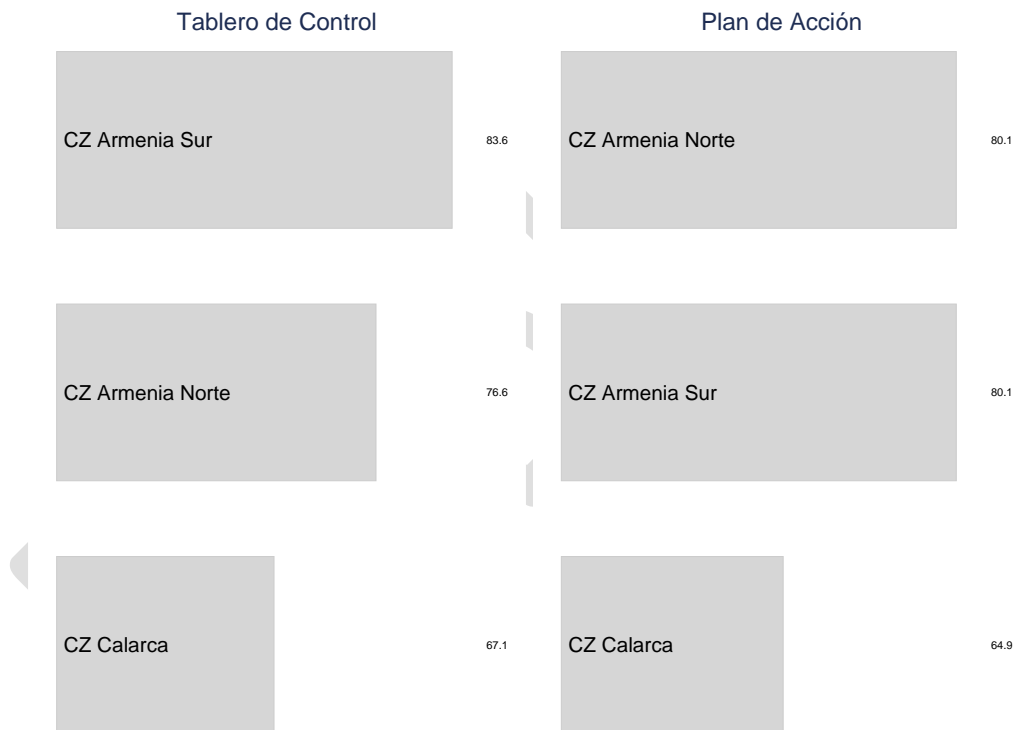 Tablero de Control
CZ Armenia Sur 83.6
CZ Armenia Norte 76.6
CZ Calarca 67.1
Plan de Acción
CZ Armenia Norte 80.1
CZ Armenia Sur 80.1
CZ Calarca 64.9